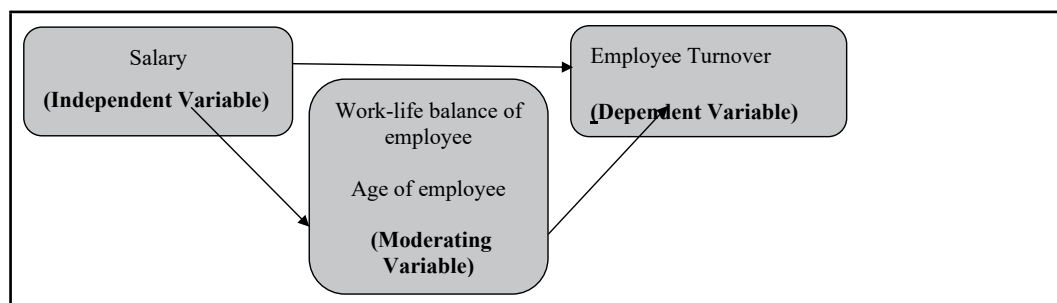 Salary
(Independent Variable)
Employee Turnover
(Dependent Variable)
Work-life balance of
employee
Age of employee
(Moderating
Variable)